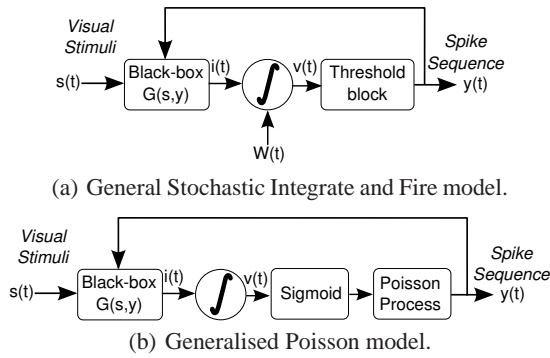 Visual
Stimuli
s(t)
Black-box
G(s,y)
i(t)
∫
v(t)
W(t)
Threshold
block
Spike
Sequence
y(t)
(a) General Stochastic Integrate and Fire model.
Visual
Stimuli
s(t)
Black-box
G(s,y)
i(t)
∫
v(t)
Sigmoid
Poisson
Process
Spike
Sequence
y(t)
(b) Generalised Poisson model.